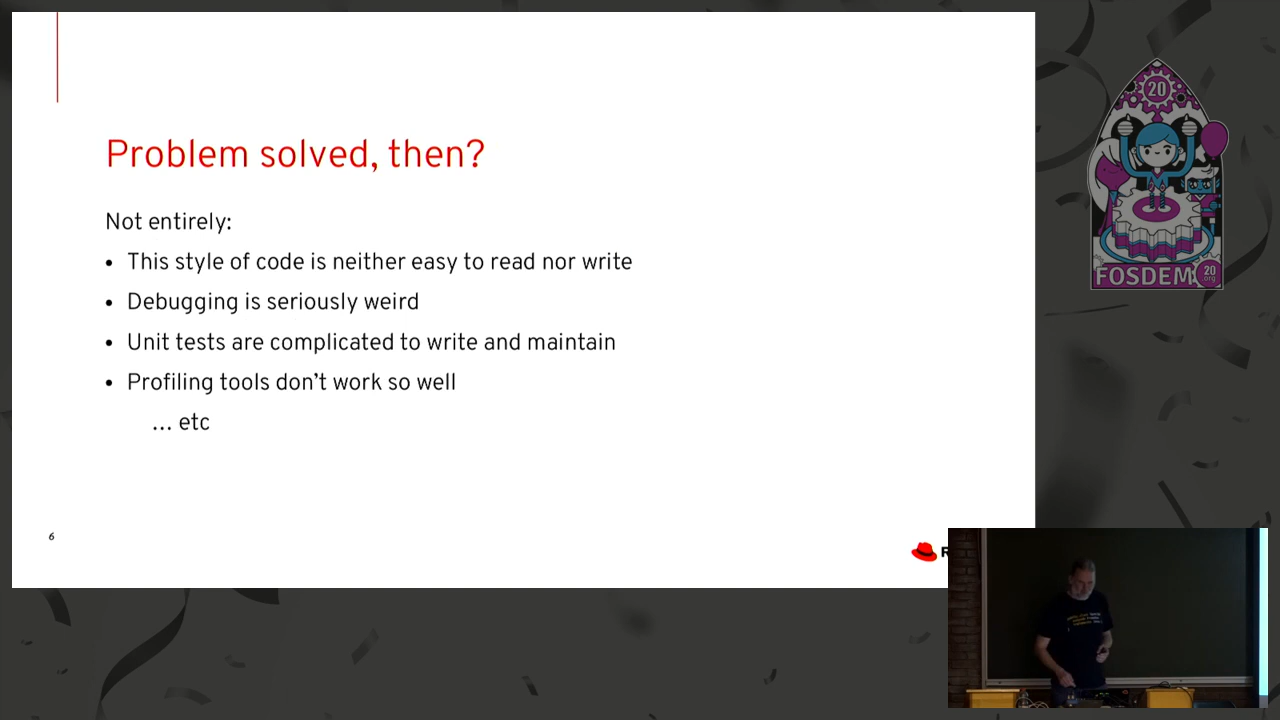 Problem solved, then?
Not entirely:
• This style of code is neither easy to read nor write
• Debugging is seriously weird
• Unit tests are complicated to write and maintain
• Profiling tools don’t work so well
... etc
6
R
20
FOSDEM
20
.org